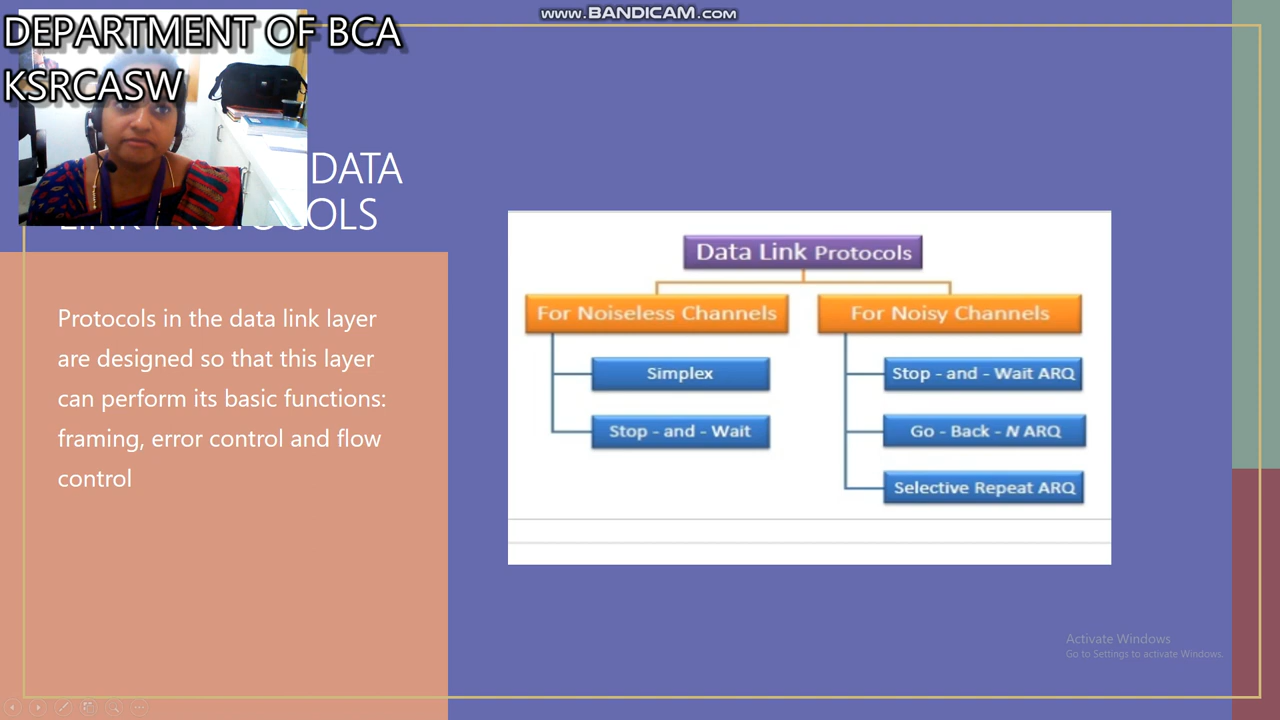 www.BANDICAM.com
DEPARTMENT OF BCA
KSRCASW
DATA
LINK PROTOCOLS
Protocols in the data link layer
are designed so that this layer
can perform its basic functions:
framing, error control and flow
control
Data Link Protocols
For Noiseless Channels
For Noisy Channels
Simplex
Stop - and - Wait ARQ
Stop - and - Wait
Go - Back - N ARQ
Selective Repeat ARQ
Activate Windows
Go to Settings to activate Windows.